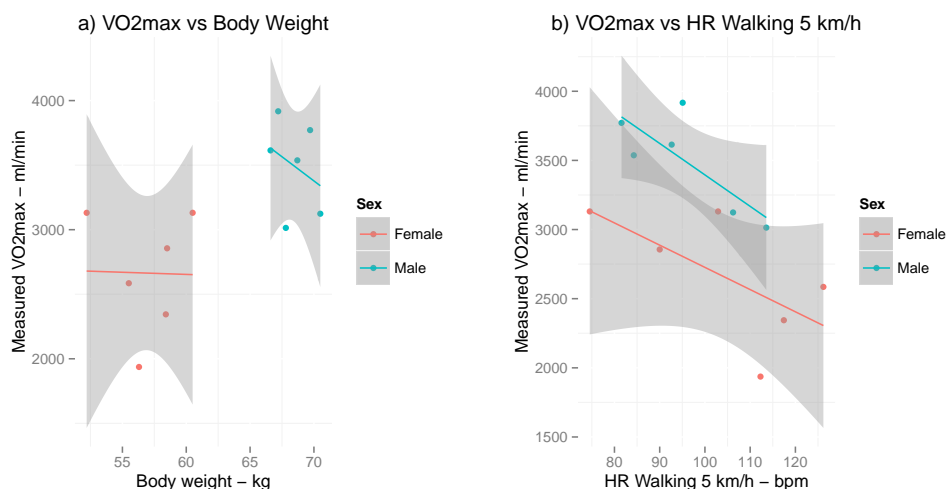 a) VO2max vs Body Weight
Measured VO2max − ml/min
4000
3000
2000
55 60 65 70
Body weight − kg
Sex
Female
Male
b) VO2max vs HR Walking 5 km/h
Measured VO2max − ml/min
4000
3500
3000
2500
2000
1500
80 90 100 110 120
HR Walking 5 km/h − bpm
Sex
Female
Male